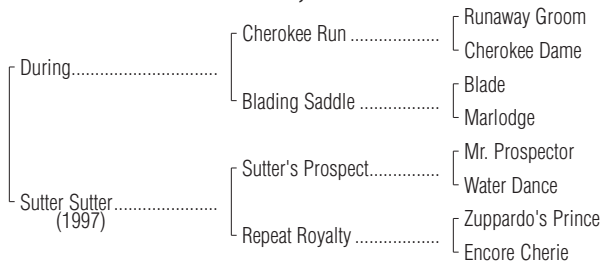 Runaway Groom
Cherokee Run ..................
Cherokee Dame
During.............................
Blade
Blading Saddle ................
Marlodge
Mr. Prospector
Sutter's Prospect..............
Water Dance
Sutter Sutter.....................
(1997)
Zuppardo's Prince
Repeat Royalty .................
Encore Cherie